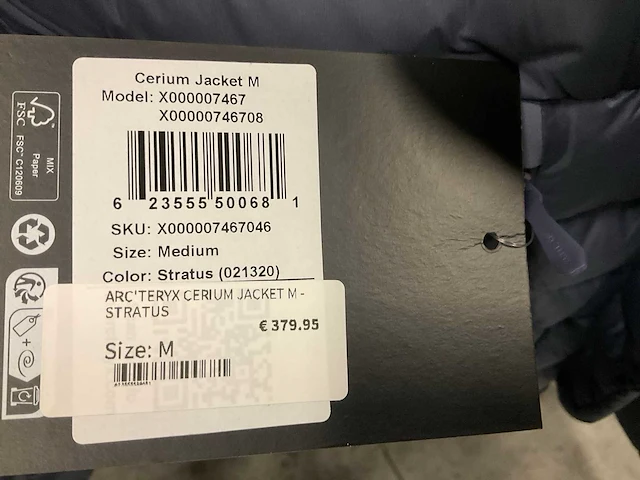 Cerium Jacket M
Model: X000007467
X00000746708
6 23555 50068 1
SKU: X000007467046
Size: Medium
Color: Stratus (021320)
ARC'TERYX CERIUM JACKET M -
STRATUS
€ 379.95
Size: M
FSC
MIX
Paper
FSC™ C120609
+